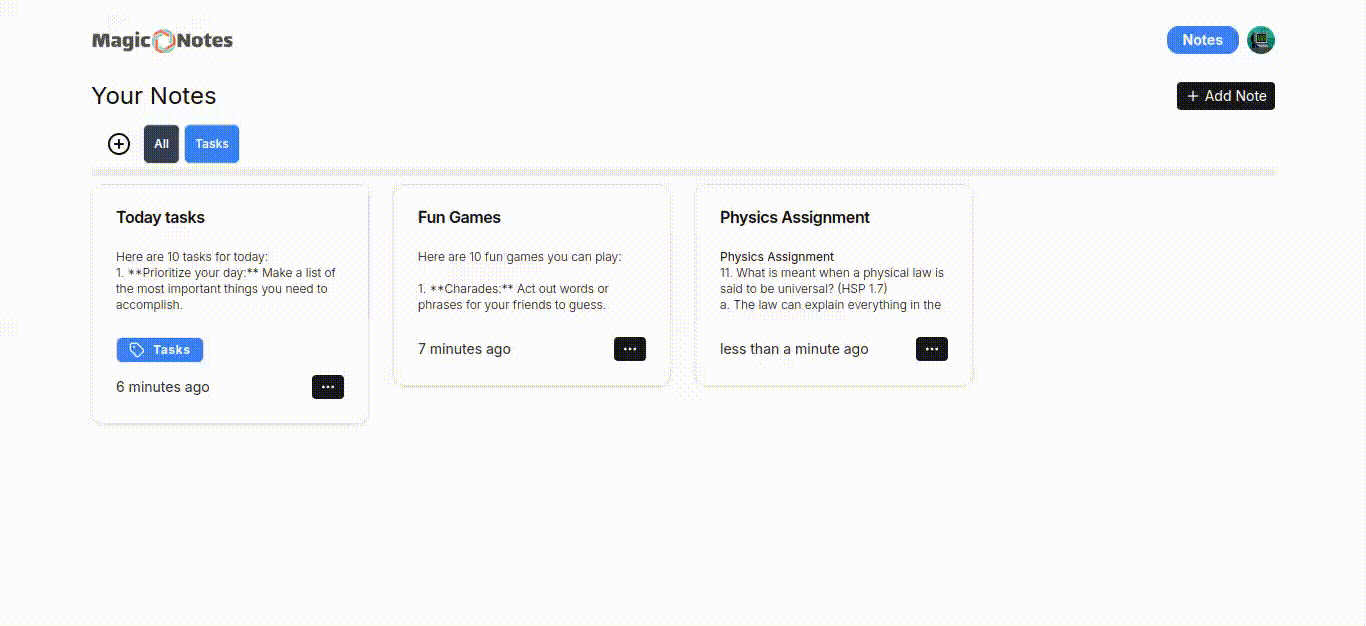 MagicNotes
Notes
Your Notes
+ Add Note
All
Tasks
Today tasks
Here are 10 tasks for today:
1. **Prioritize your day:** Make a list of
the most important things you need to
accomplish.
Tasks
6 minutes ago
Fun Games
Here are 10 fun games you can play:
1. **Charades:** Act out words or
phrases for your friends to guess.
7 minutes ago
Physics Assignment
Physics Assignment
11. What is meant when a physical law is
said to be universal? (HSP 1.7)
a. The law can explain everything in the
less than a minute ago